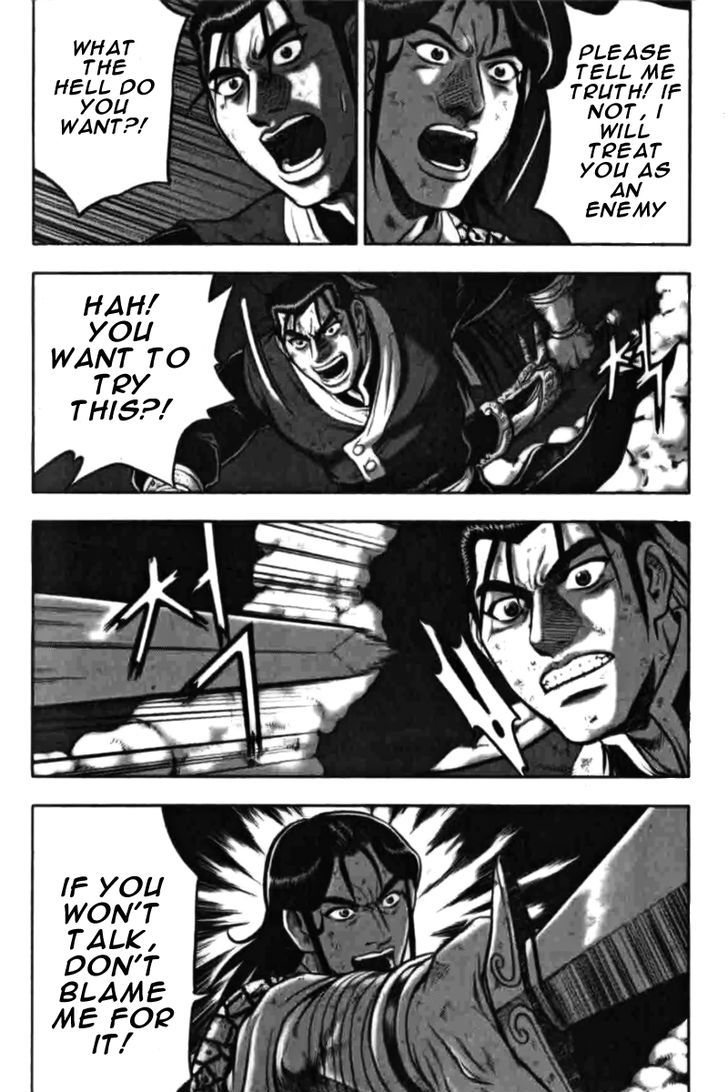 PLEASE
TELL ME
TRUTH! IF
NOT, I
WILL
TREAT
YOU AS
AN
ENEMY
WHAT
THE
HELL DO
YOU
WANT?!
HAH!
YOU
WANT TO
TRY
THIS?!
IF YOU
WON'T
TALK,
DON'T
BLAME
ME FOR
IT!